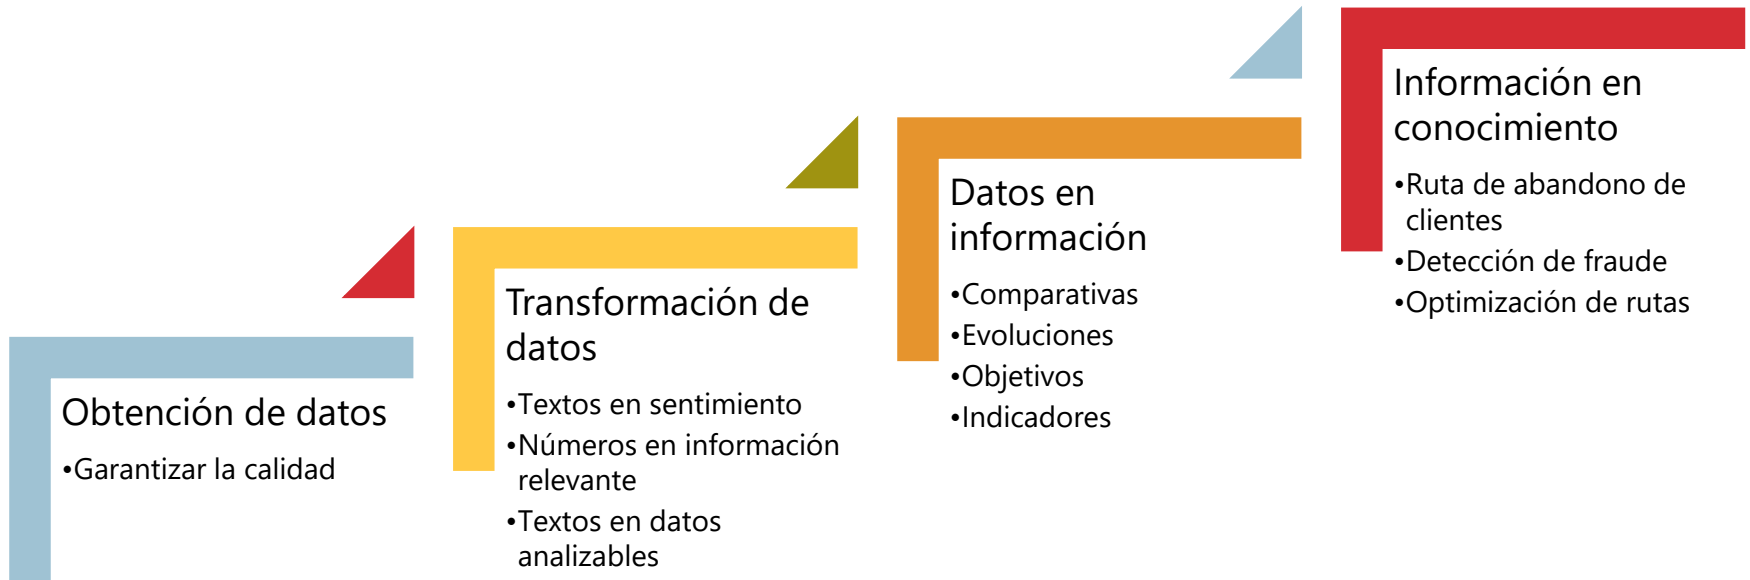 Obtención de datos
•Garantizar la calidad
Transformación de
datos
•Textos en sentimiento
•Números en información
relevante
•Textos en datos
analizables
Datos en
información
•Comparativas
•Evoluciones
•Objetivos
•Indicadores
Información en
conocimiento
•Ruta de abandono de
clientes
•Detección de fraude
•Optimización de rutas